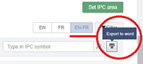 Set IPC area
EN FR EN-FR
Export to word
Type in IPC symbol